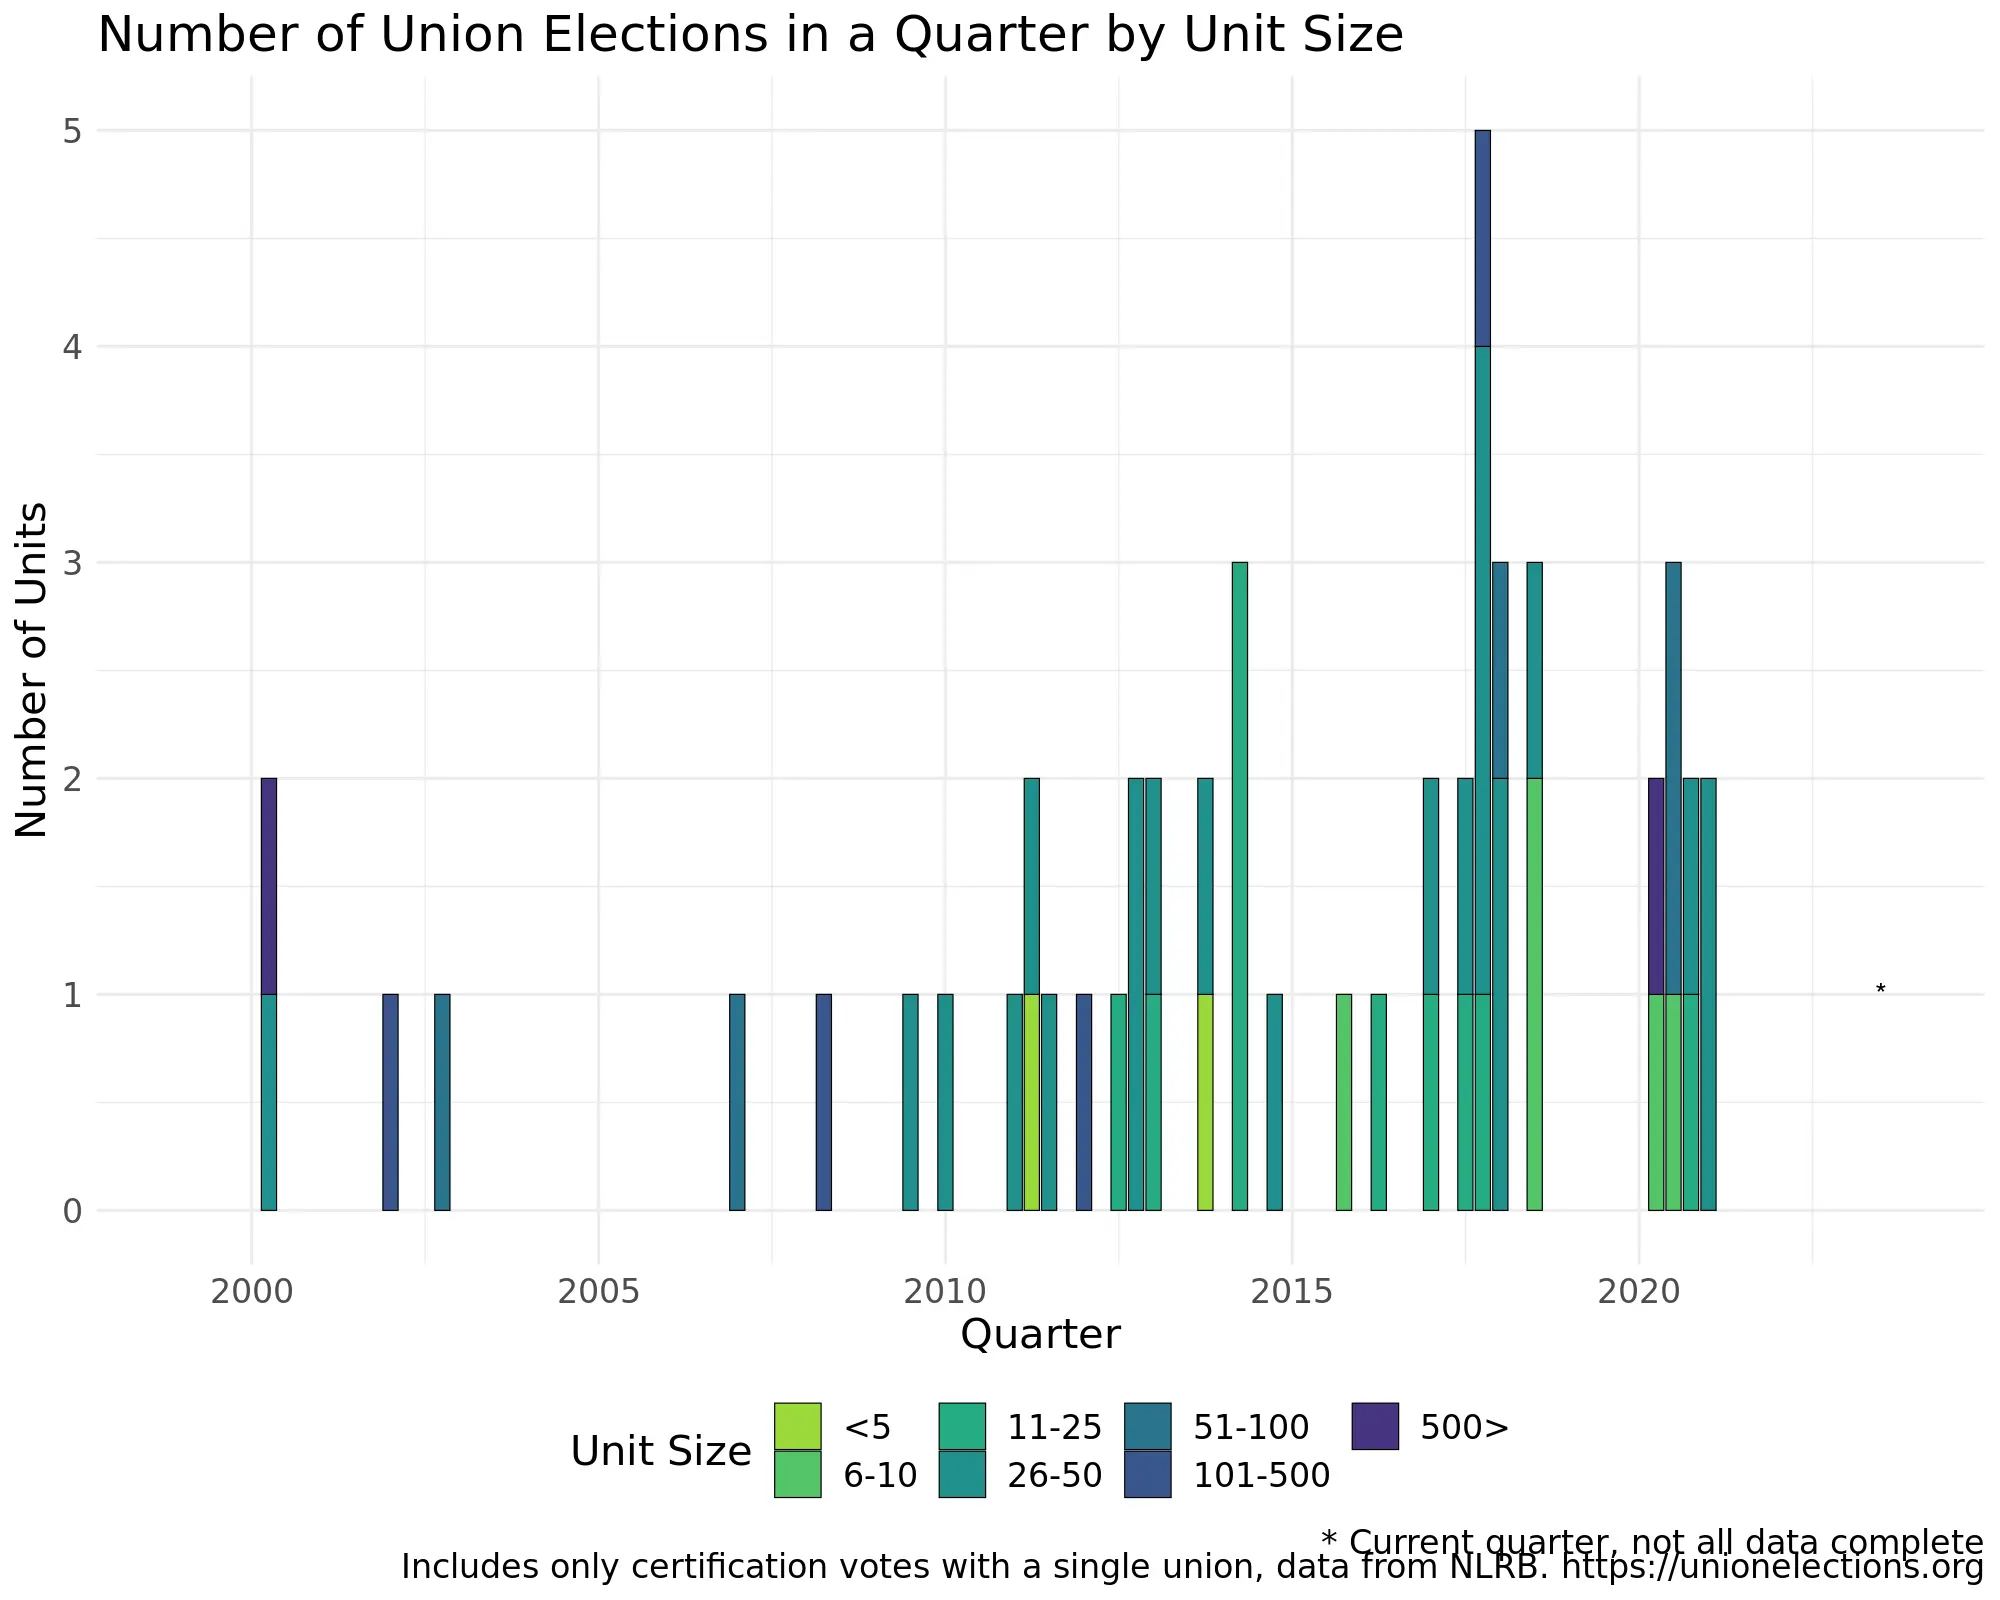 Number of Union Elections in a Quarter by Unit Size
Number of Units
5
4
3
2
1
0
*
2000 2005 2010 2015 2020
Quarter
Unit Size
<5 11-25 51-100 500>
6-10 26-50 101-500
* Current quarter, not all data complete
Includes only certification votes with a single union, data from NLRB. https://unionelections.org